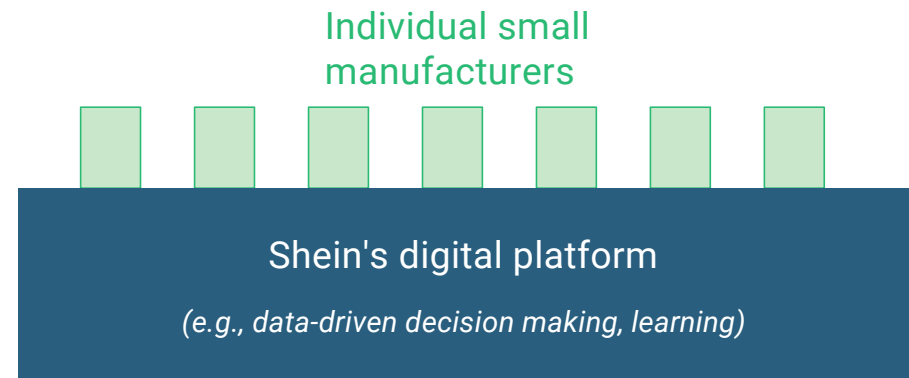 Individual small
manufacturers
Shein's digital platform
(e.g., data-driven decision making, learning)